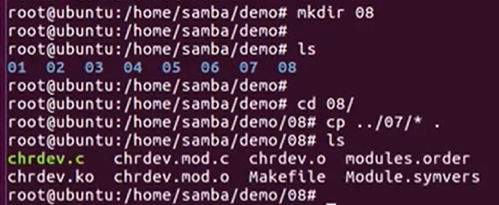 root@ubuntu:/home/samba/demo# mkdir 08
root@ubuntu:/home/samba/demo#
root@ubuntu:/home/samba/demo# ls
01 02 03 04 05 06 07 08
root@ubuntu:/home/samba/demo#
root@ubuntu:/home/samba/demo# cd 08/
root@ubuntu:/home/samba/demo/08# cp ../07/* .
root@ubuntu:/home/samba/demo/08# ls
chrdev.c chrdev.mod.c chrdev.o modules.order
chrdev.ko chrdev.mod.o Makefile Module.symvers
root@ubuntu:/home/samba/demo/08#